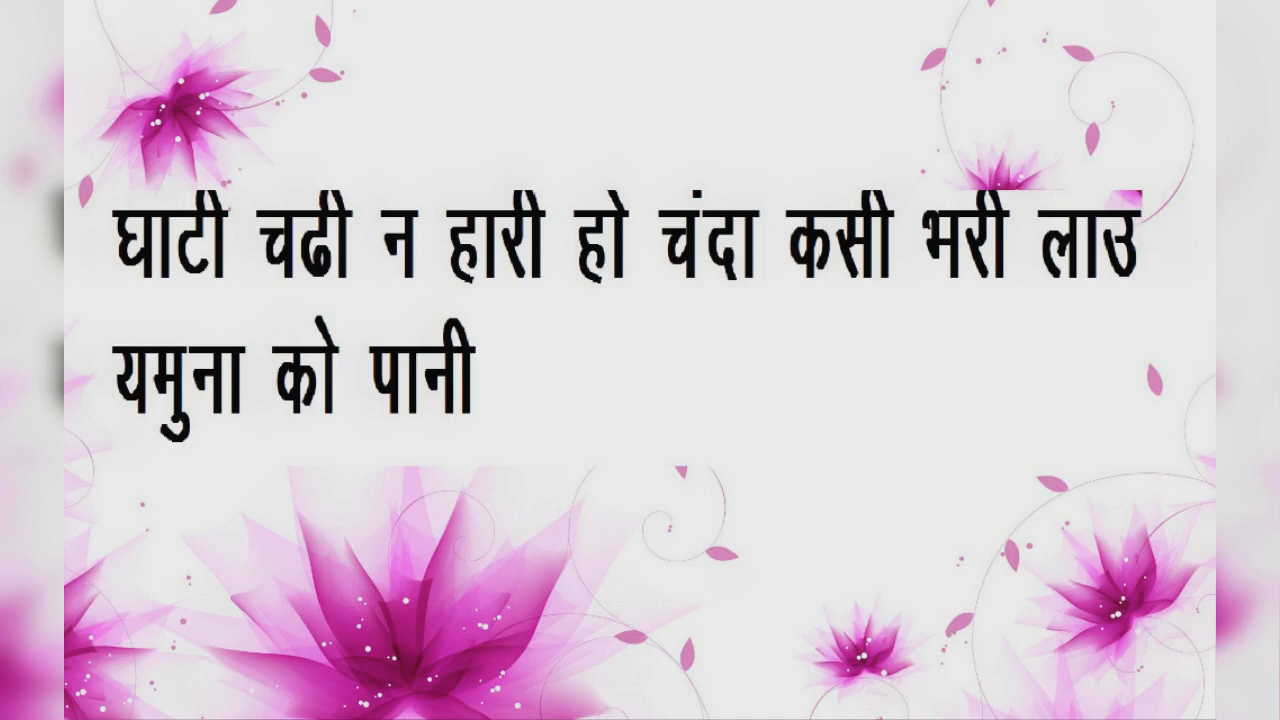 घाटी चढी न हारी हो चंदा कसी भरी लाउ
यमुना को पानी